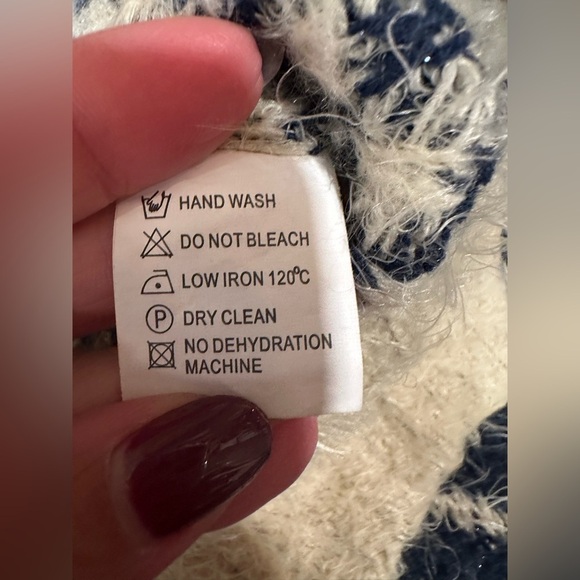 HAND WASH
DO NOT BLEACH
LOW IRON 120°C
P DRY CLEAN
NO DEHYDRATION
MACHINE